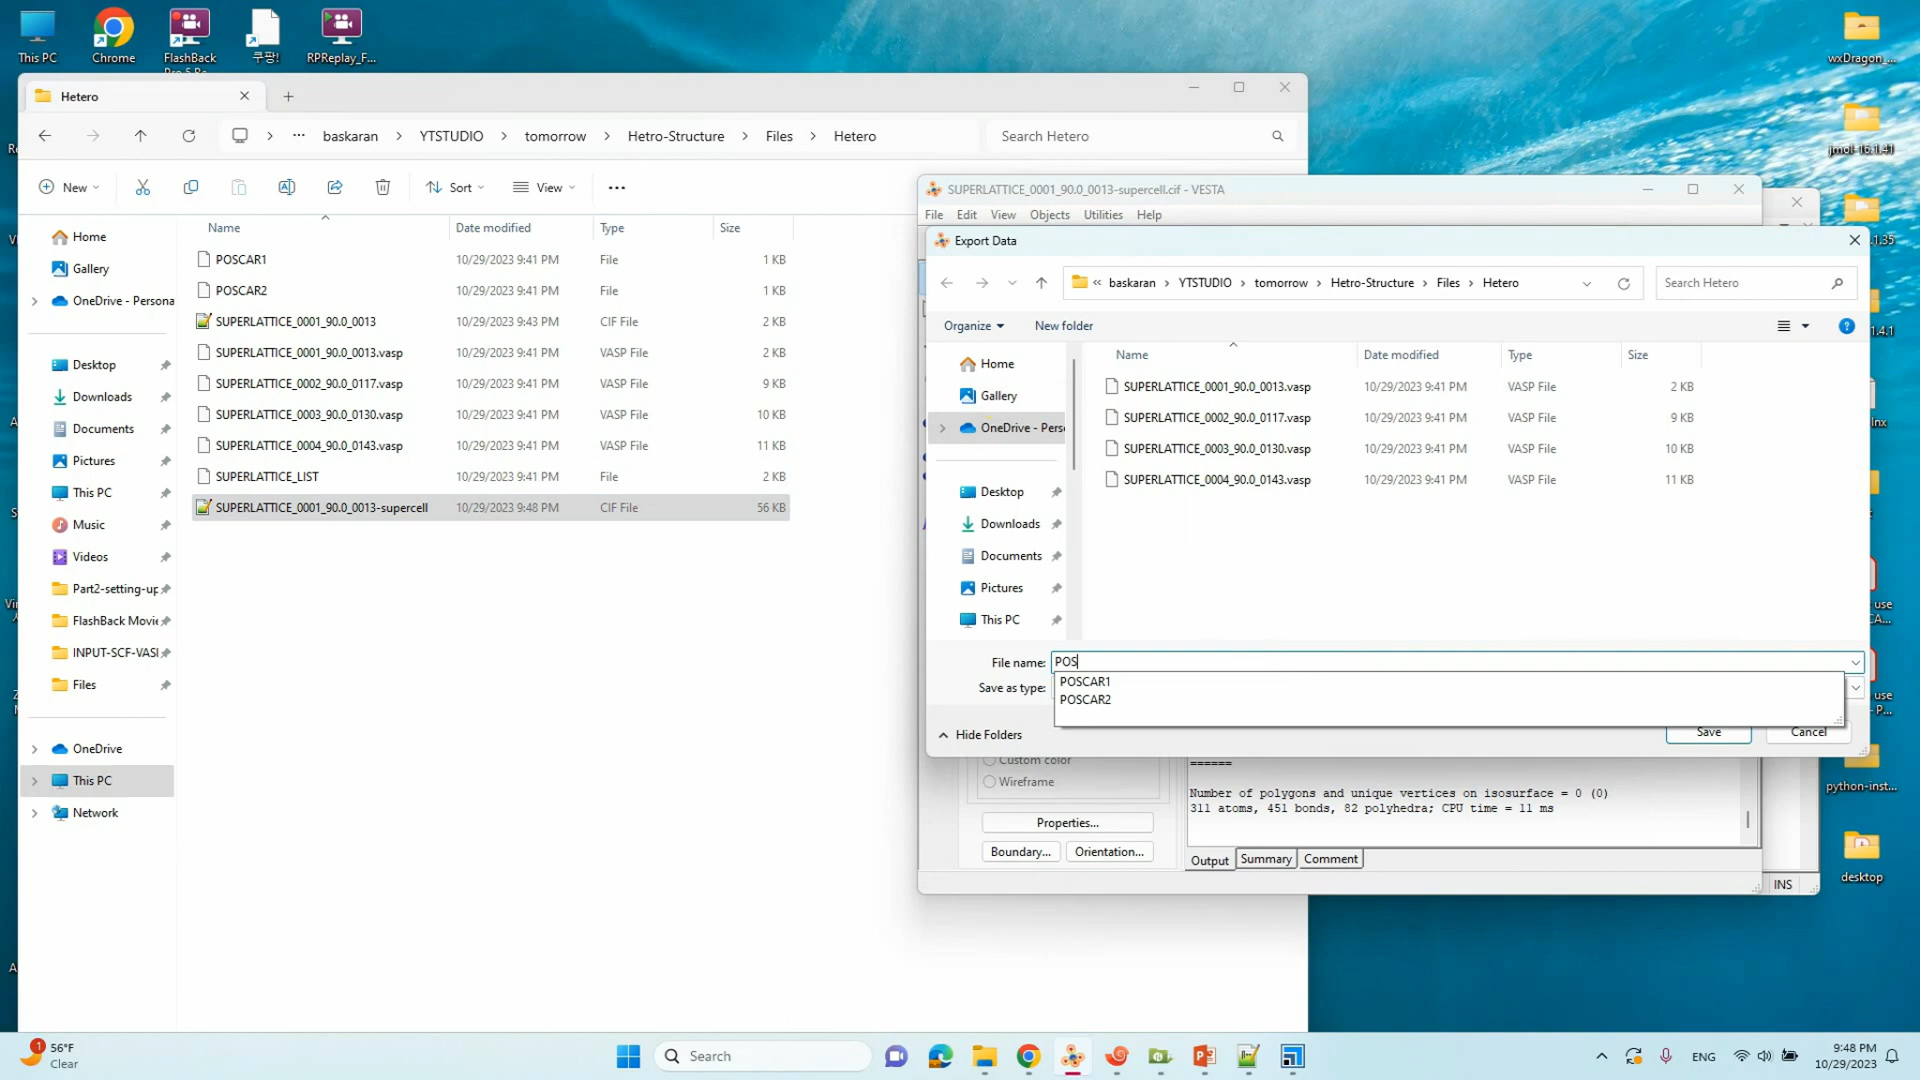 This PC
Chrome
FlashBack
쿠팡!
RPReplay_F...
wxDragon_...
Hetero
baskaran > YTSTUDIO > tomorrow > Hetro-Structure > Files > Hetero
Search Hetero
New
Sort
View
Name Date modified Type Size
POSCAR1 10/29/2023 9:41 PM File 1 KB
POSCAR2 10/29/2023 9:41 PM File 1 KB
SUPERLATTICE_0001_90.0_0013 10/29/2023 9:43 PM CIF File 2 KB
SUPERLATTICE_0001_90.0_0013.vasp 10/29/2023 9:41 PM VASP File 2 KB
SUPERLATTICE_0002_90.0_0117.vasp 10/29/2023 9:41 PM VASP File 9 KB
SUPERLATTICE_0003_90.0_0130.vasp 10/29/2023 9:41 PM VASP File 10 KB
SUPERLATTICE_0004_90.0_0143.vasp 10/29/2023 9:41 PM VASP File 11 KB
SUPERLATTICE_LIST 10/29/2023 9:41 PM File 2 KB
SUPERLATTICE_0001_90.0_0013-supercell 10/29/2023 9:48 PM CIF File 56 KB
Home
Gallery
OneDrive - Persona
Desktop
Downloads
Documents
Pictures
This PC
Music
Videos
Part2-setting-up
FlashBack Movie
INPUT-SCF-VASI
Files
OneDrive
This PC
Network
SUPERLATTICE_0001_90.0_0013-supercell.cif - VESTA
File Edit View Objects Utilities Help
Export Data
« baskaran > YTSTUDIO > tomorrow > Hetro-Structure > Files > Hetero
Search Hetero
Organize
New folder
Home
Gallery
OneDrive - Perso
Desktop
Downloads
Documents
Pictures
This PC
Name Date modified Type Size
SUPERLATTICE_0001_90.0_0013.vasp 10/29/2023 9:41 PM VASP File 2 KB
SUPERLATTICE_0002_90.0_0117.vasp 10/29/2023 9:41 PM VASP File 9 KB
SUPERLATTICE_0003_90.0_0130.vasp 10/29/2023 9:41 PM VASP File 10 KB
SUPERLATTICE_0004_90.0_0143.vasp 10/29/2023 9:41 PM VASP File 11 KB
File name: POS
POSCAR1
POSCAR2
Save as type:
Hide Folders
Save
Cancel
Custom color
Wireframe
Properties...
Boundary...
Orientation...
======
Number of polygons and unique vertices on isosurface = 0 (0)
311 atoms, 451 bonds, 82 polyhedra; CPU time = 11 ms
Output
Summary
Comment
INS
jmol-16.1.41
1.35
.4.1
use
use
python-inst...
desktop
1
56°F
Clear
Search
ENG
9:48 PM
10/29/2023